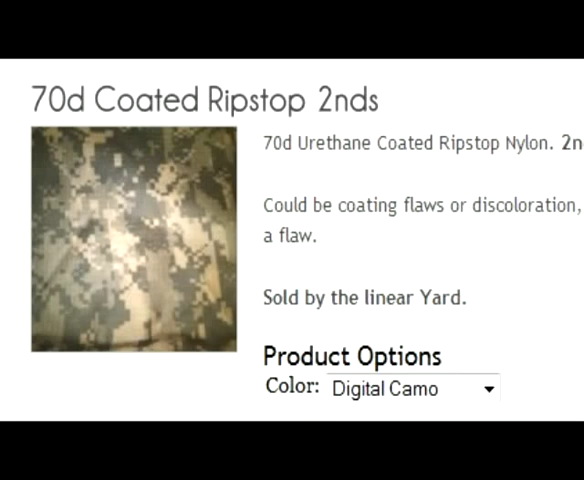 70d Coated Ripstop 2nds
70d Urethane Coated Ripstop Nylon. 2n
Could be coating flaws or discoloration,
a flaw.
Sold by the linear Yard.
Product Options
Color: Digital Camo